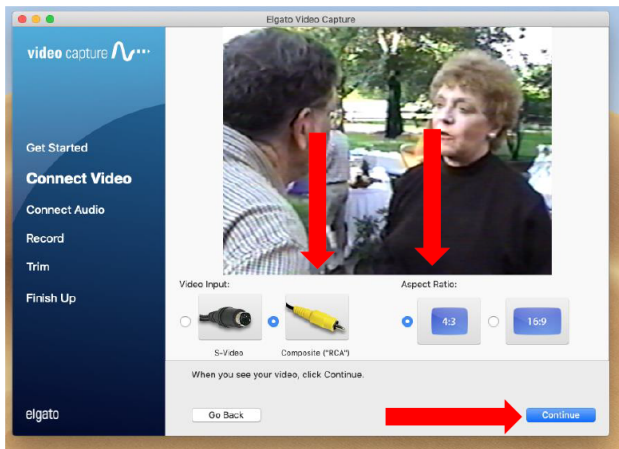 Elgato Video Capture
video capture
Get Started
Connect Video
Connect Audio
Record
Trim
Finish Up
elgato
Video Input:
S-Video
Composite ("RCA")
Aspect Ratio:
4:3
16:9
When you see your video, click Continue.
Go Back
Continue